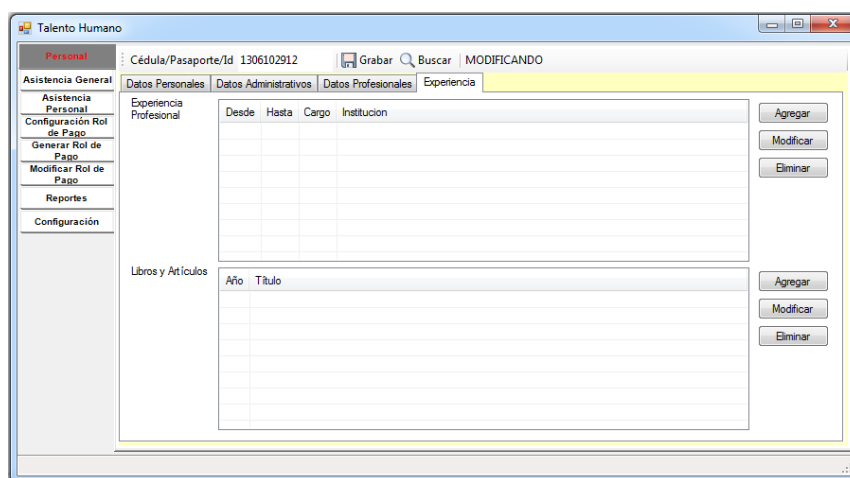 Talento Humano
Personal
Asistencia General
Asistencia
Personal
Configuración Rol
de Pago
Generar Rol de
Pago
Modificar Rol de
Pago
Reportes
Configuración
Cédula/Pasaporte/Id 1306102912 Grabar Buscar MODIFICANDO
Datos Personales Datos Administrativos Datos Profesionales Experiencia
Experiencia
Profesional
Desde Hasta Cargo Institucion
Agregar
Modificar
Eliminar
Libros y Artículos
Año Título
Agregar
Modificar
Eliminar